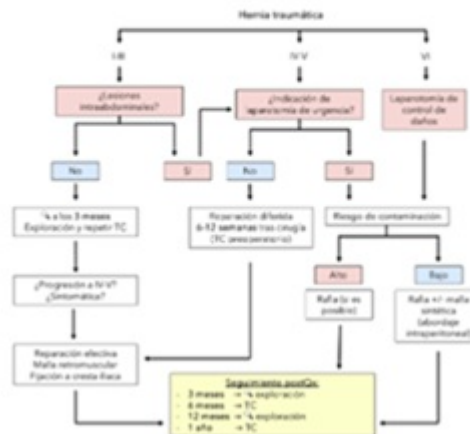 Hernia traumática
I-III
IV-V
VI
¿Lesiones
intraabdominales?
¿Indicación de
laparotomía de urgencia?
Laparotomía de
control de
daños
No
Sí
No
Sí
a los 3 meses
Exploración y repetir TC
Reparación diferida
6-12 semanas tras cirugía
(TC preoperatorio)
Riesgo de contaminación
¿Progresión a IV-V?
¿Sintomática?
Alto
Bajo
Rafia (si es
posible)
Rafia +/- malla
sintética
(abordaje
intraperitoneal)
Reparación electiva
Malla retromuscular
Fijación a cresta iliaca
Seguimiento postQx:
- 3 meses → exploración
- 6 meses → TC
- 12 meses → exploración
- 1 año → TC